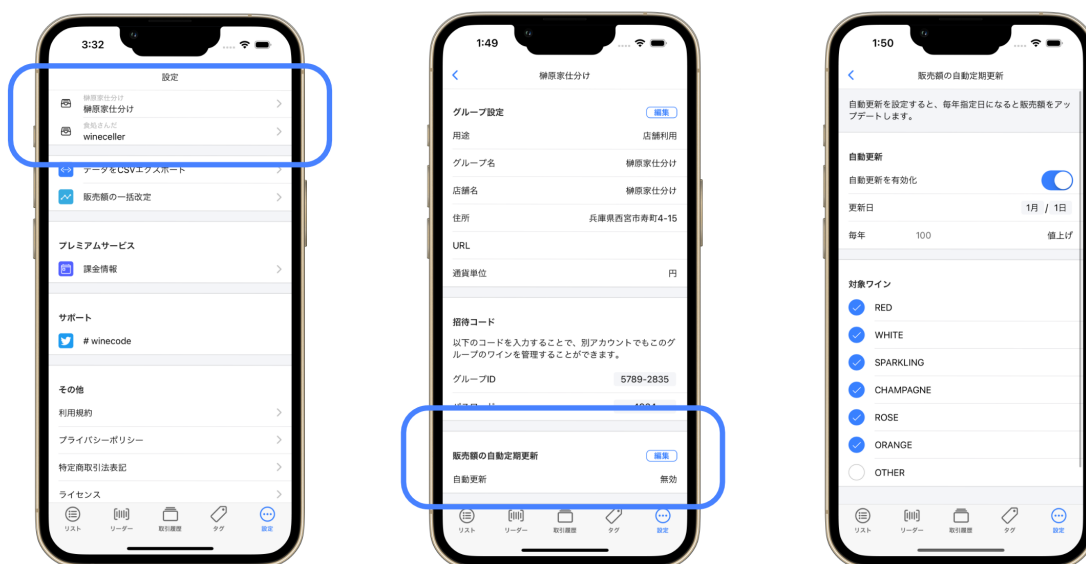 3:32
設定
榊原家仕分け
榊原家仕分け
食処さんだ
wineceller
データをCSVエクスポート
販売額の一括改定
プレミアムサービス
課金情報
サポート
# winecode
その他
利用規約
プライバシーポリシー
特定商取引法表記
ライセンス
リスト リーダー 取引履歴 タグ 設定
1:49
榊原家仕分け
グループ設定 編集
用途 店舗利用
グループ名 榊原家仕分け
店舗名 榊原家仕分け
住所 兵庫県西宮市寿町4-15
URL
通貨単位 円
招待コード
以下のコードを入力することで、別アカウントでもこのグ
ループのワインを管理することができます。
グループID 5789-2835
パスワード
販売額の自動定期更新 編集
自動更新 無効
リスト リーダー 取引履歴 タグ 設定
1:50
販売額の自動定期更新
自動更新を設定すると、毎年指定日になると販売額をアッ
プデートします。
自動更新
自動更新を有効化
更新日 1月 / 1日
毎年 100 値上げ
対象ワイン
RED
WHITE
SPARKLING
CHAMPAGNE
ROSE
ORANGE
OTHER
リスト リーダー 取引履歴 タグ 設定